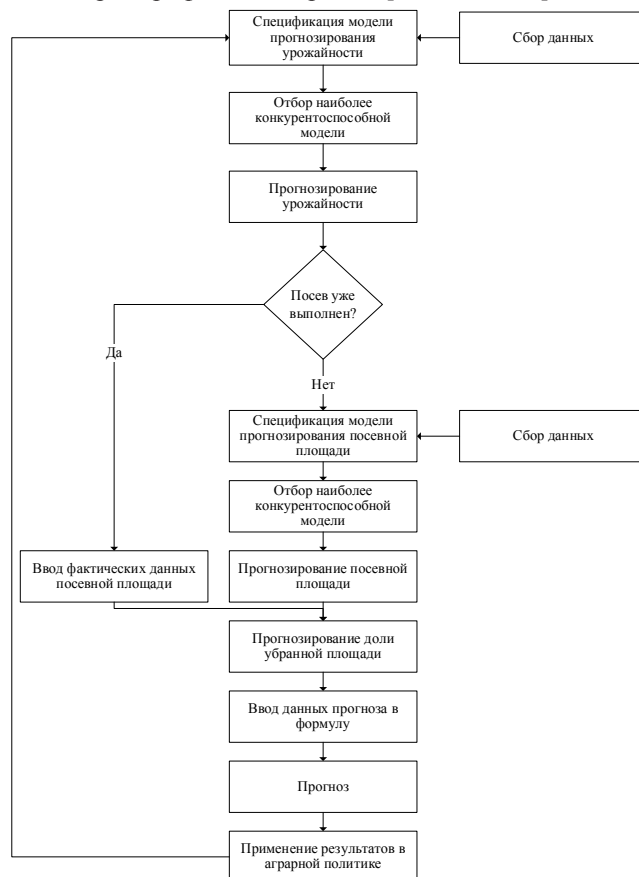 Спецификация модели
прогнозирования
урожайности
Сбор данных
Отбор наиболее
конкурентоспособной
модели
Прогнозирование
урожайности
Посев уже
выполнен?
Да
Нет
Спецификация модели
прогнозирования посевной
площади
Сбор данных
Отбор наиболее
конкурентоспособной
модели
Ввод фактических данных
посевной площади
Прогнозирование посевной
площади
Прогнозирование доли
убранной площади
Ввод данных прогноза в
формулу
Прогноз
Применение результатов в
аграрной политике